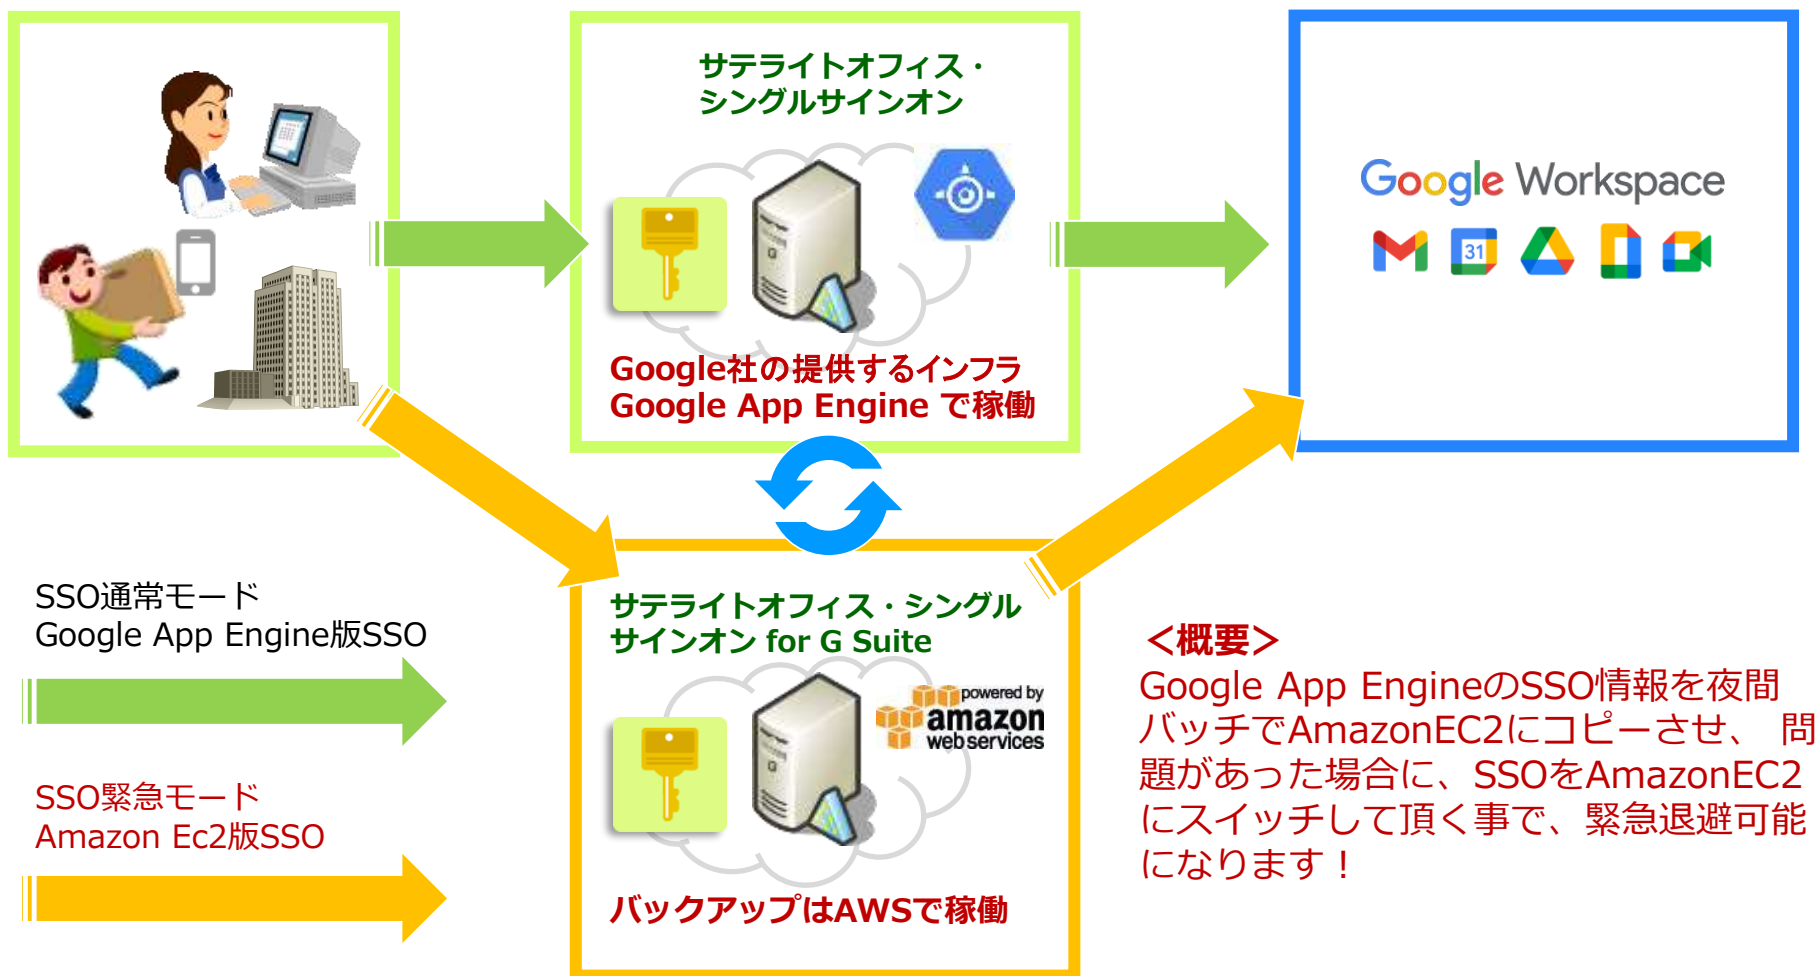 サテライトオフィス・
シングルサインオン
G
Google社の提供するインフラ
Google App Engine で稼働
Google Workspace
31
SSO通常モード
Google App Engine版SSO
SSO緊急モード
Amazon Ec2版SSO
サテライトオフィス・シングル
サインオン for G Suite
powered by
amazon
web services
G
バックアップはAWSで稼働
＜概要＞
Google App EngineのSSO情報を夜間
バッチでAmazonEC2にコピーさせ、 問
題があった場合に、SSOをAmazonEC2
にスイッチして頂く事で、緊急退避可能
になります！